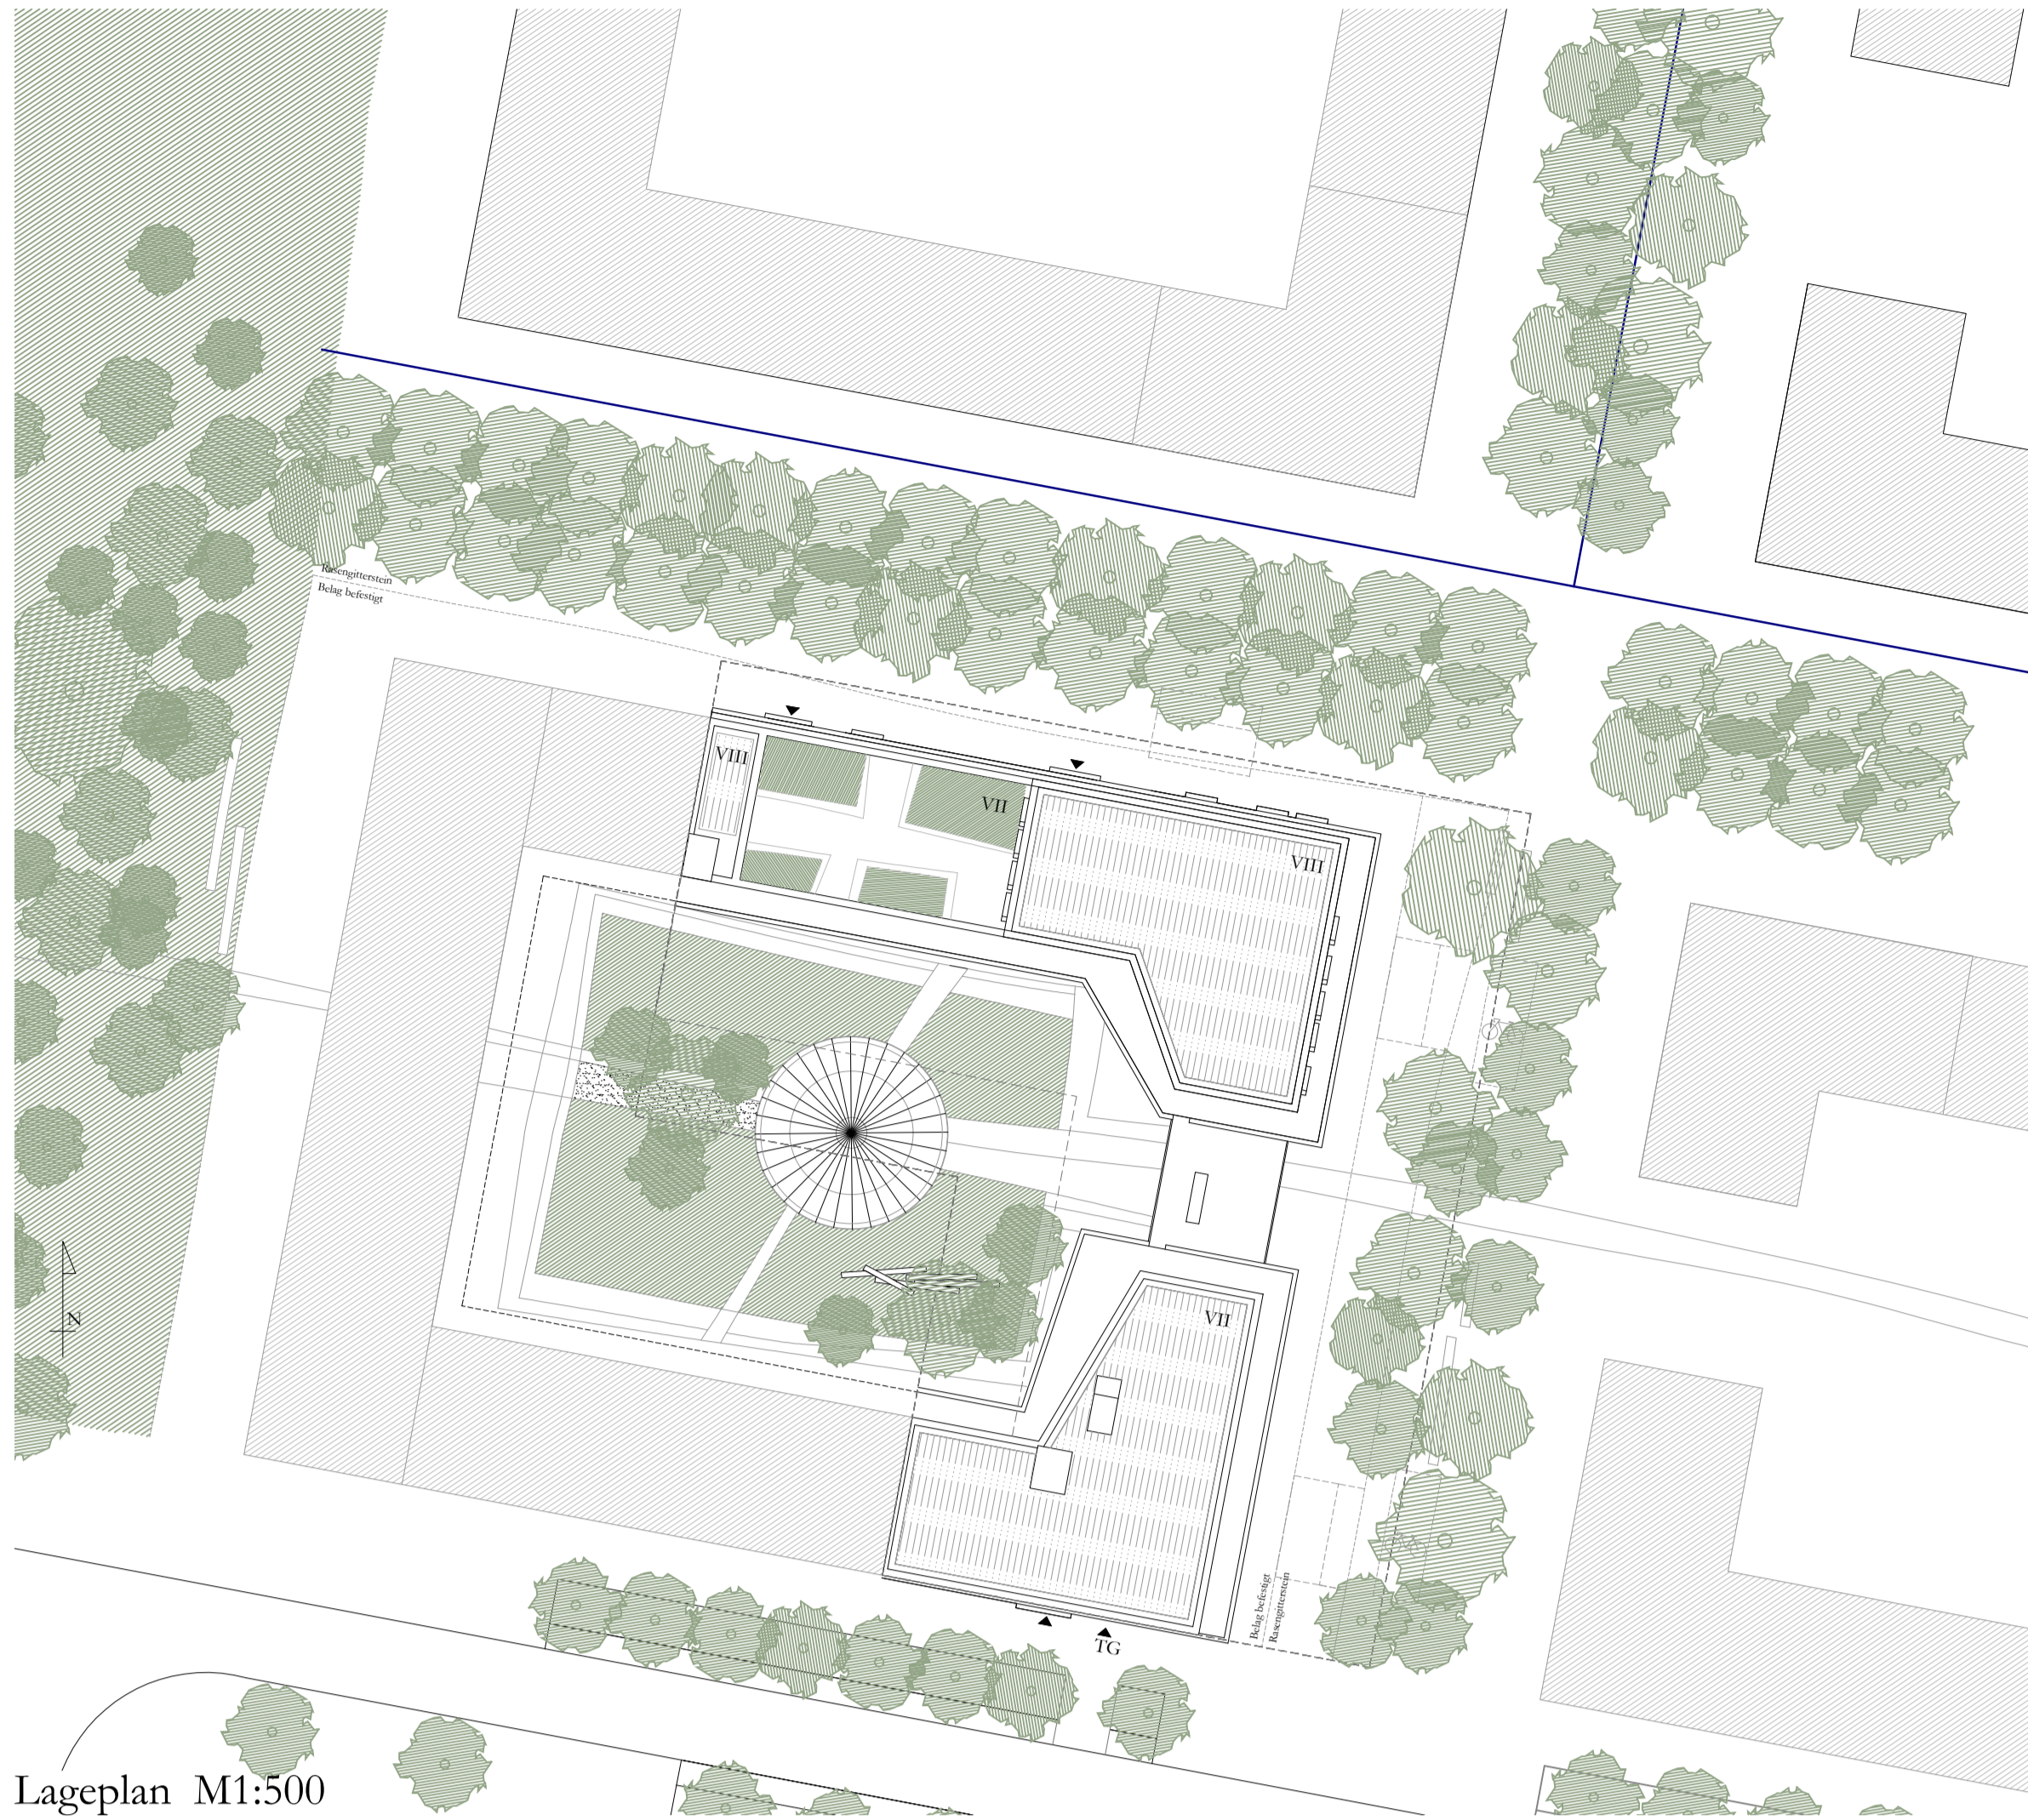 Rasengitterstein
Belag befestigt
VIII
VII
VIII
N
VII
Belag befestigt
Rasengitterstein
TG
Lageplan M1:500